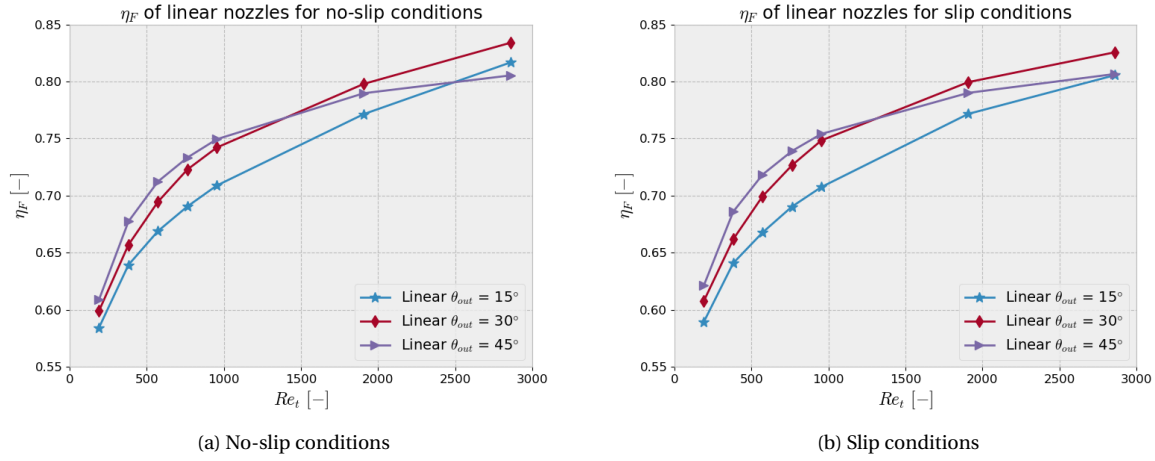 η_F of linear nozzles for no-slip conditions
0.85
0.80
0.75
0.70
0.65
0.60
0.55
η_F [−]
0
500
1000
1500
2000
2500
3000
Re_t [−]
Linear θ_out = 15°
Linear θ_out = 30°
Linear θ_out = 45°
(a) No-slip conditions
η_F of linear nozzles for slip conditions
0.85
0.80
0.75
0.70
0.65
0.60
0.55
η_F [−]
0
500
1000
1500
2000
2500
3000
Re_t [−]
Linear θ_out = 15°
Linear θ_out = 30°
Linear θ_out = 45°
(b) Slip conditions